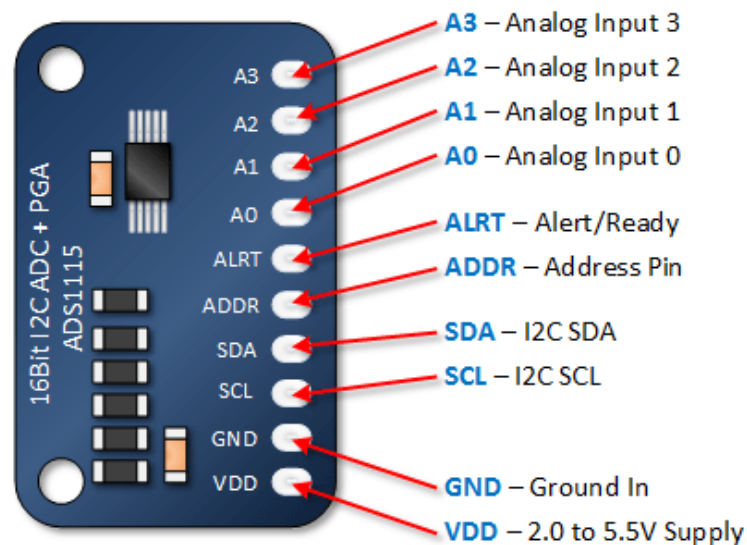 A3 – Analog Input 3
A2 – Analog Input 2
A1 – Analog Input 1
A0 – Analog Input 0
ALRT – Alert/Ready
ADDR – Address Pin
SDA – I2C SDA
SCL – I2C SCL
GND – Ground In
VDD – 2.0 to 5.5V Supply
A3
A2
A1
A0
ALRT
ADDR
SDA
SCL
GND
VDD
16Bit I2C ADC + PGA
ADS1115